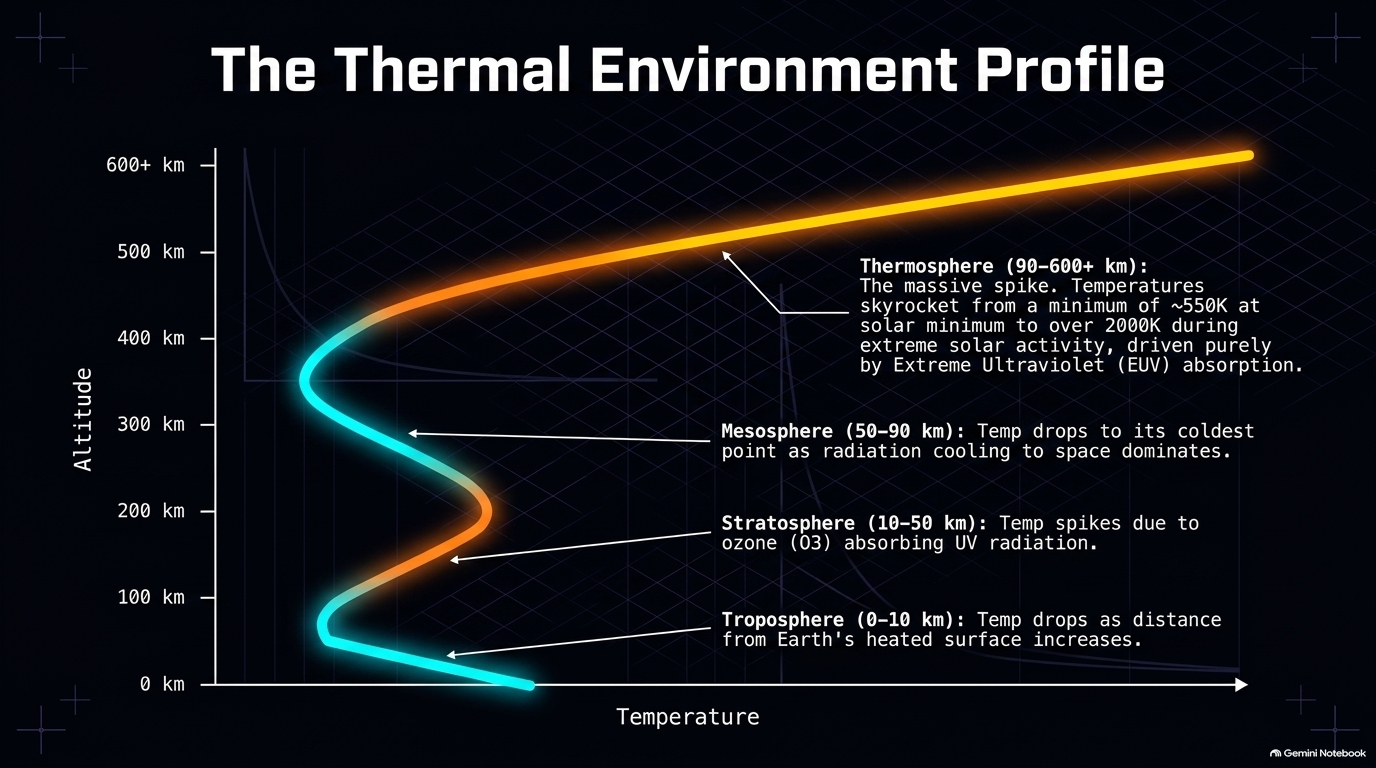 The Thermal Environment Profile
600+ km
500 km
400 km
300 km
200 km
100 km
0 km
Altitude
Temperature
Thermosphere (90–600+ km):
The massive spike. Temperatures
skyrocket from a minimum of ~550K at
solar minimum to over 2000K during
extreme solar activity, driven purely
by Extreme Ultraviolet (EUV) absorption.
Mesosphere (50–90 km): Temp drops to its coldest
point as radiation cooling to space dominates.
Stratosphere (10–50 km): Temp spikes due to
ozone (O3) absorbing UV radiation.
Troposphere (0–10 km): Temp drops as distance
from Earth's heated surface increases.
Gemini Notebook